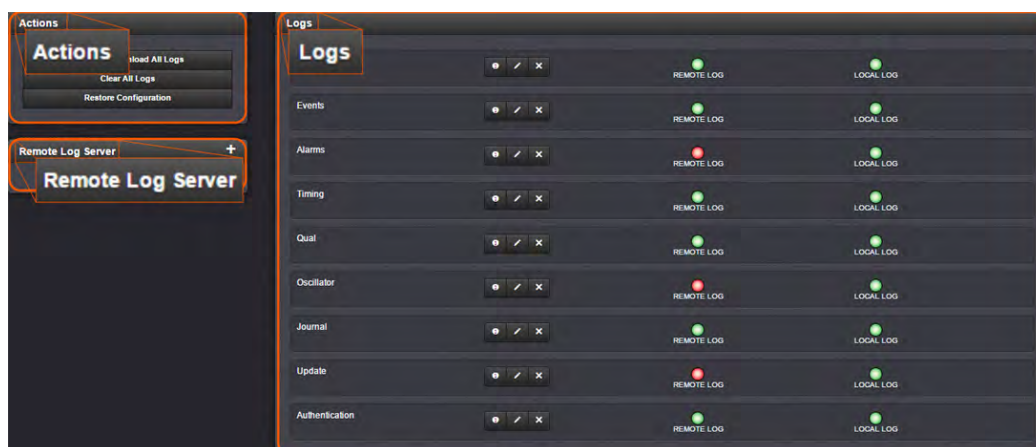 Actions
Actions
load All Logs
Clear All Logs
Restore Configuration
Remote Log Server +
Remote Log Server
Logs
Logs
REMOTE LOG LOCAL LOG
Events
REMOTE LOG LOCAL LOG
Alarms
REMOTE LOG LOCAL LOG
Timing
REMOTE LOG LOCAL LOG
Qual
REMOTE LOG LOCAL LOG
Oscillator
REMOTE LOG LOCAL LOG
Journal
REMOTE LOG LOCAL LOG
Update
REMOTE LOG LOCAL LOG
Authentication
REMOTE LOG LOCAL LOG